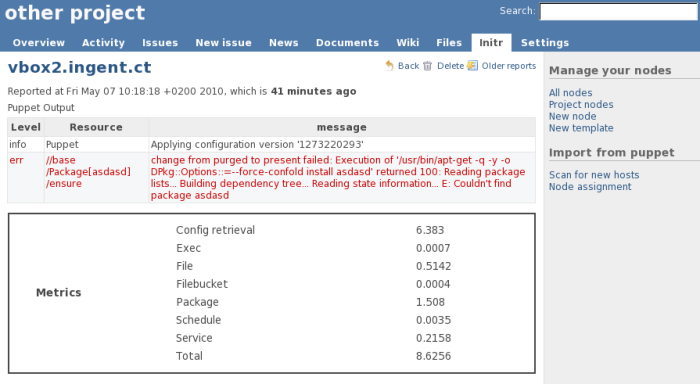 other project
Search:
Overview Activity Issues New issue News Documents Wiki Files Initr Settings
vbox2.ingent.ct
Back Delete Older reports
Reported at Fri May 07 10:18:18 +0200 2010, which is 41 minutes ago
Puppet Output
Level Resource message
info Puppet Applying configuration version '1273220293'
err //base change from purged to present failed: Execution of '/usr/bin/apt-get -q -y -o
/Package[asdasd] DPkg::Options::=--force-confold install asdasd' returned 100: Reading package
/ensure lists... Building dependency tree... Reading state information... E: Couldn't find
package asdasd
Metrics
Config retrieval 6.383
Exec 0.0007
File 0.5142
Filebucket 0.0004
Package 1.508
Schedule 0.0035
Service 0.2158
Total 8.6256
Manage your nodes
All nodes
Project nodes
New node
New template
Import from puppet
Scan for new hosts
Node assignment